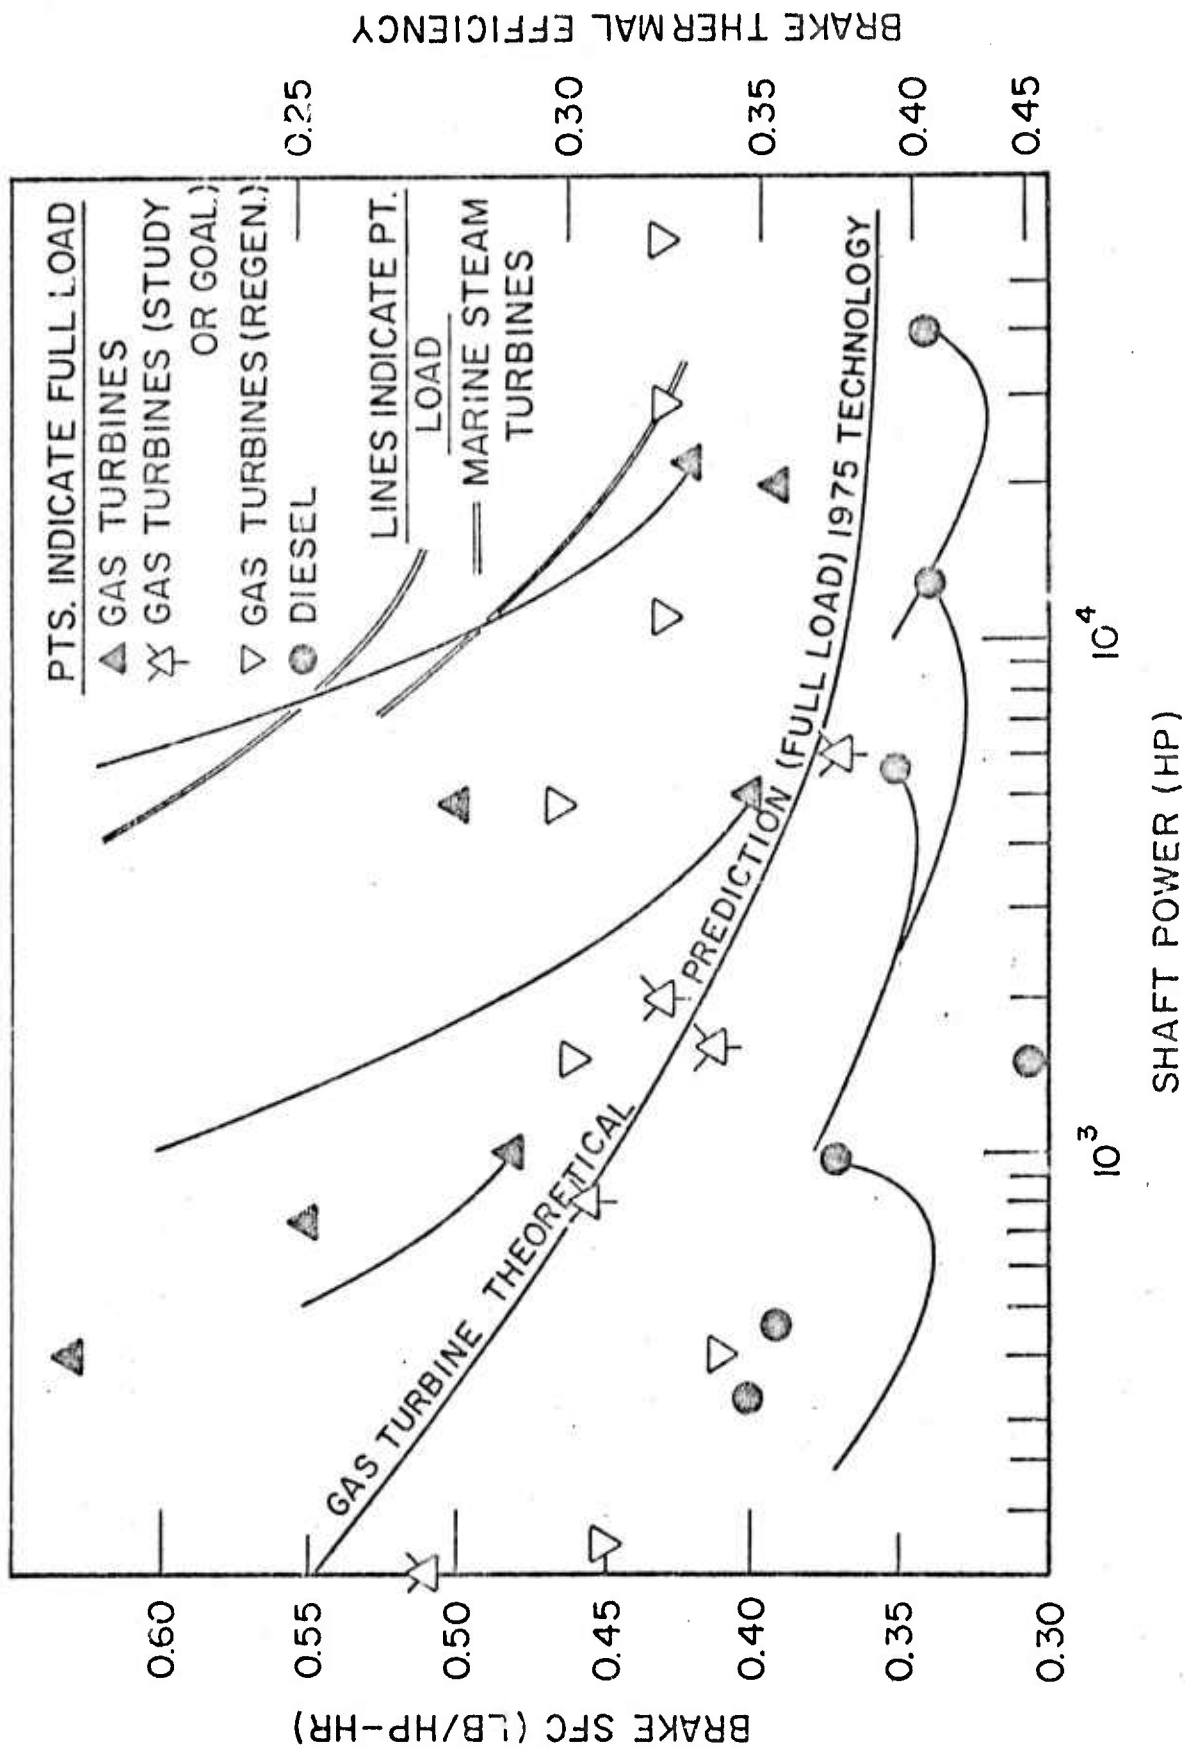 PTS. INDICATE FULL LOAD
GAS TURBINES
GAS TURBINES (STUDY
OR GOAL.)
GAS TURBINES (REGEN.)
DIESEL
LINES INDICATE PT.
LOAD
MARINE STEAM
TURBINES
GAS TURBINE THEORETICAL PREDICTION (FULL LOAD) 1975 TECHNOLOGY
BRAKE SFC (LB/HP-HR)
0.60
0.55
0.50
0.45
0.40
0.35
0.30
BRAKE THERMAL EFFICIENCY
0.25
0.30
0.35
0.40
0.45
10³
10⁴
SHAFT POWER (HP)